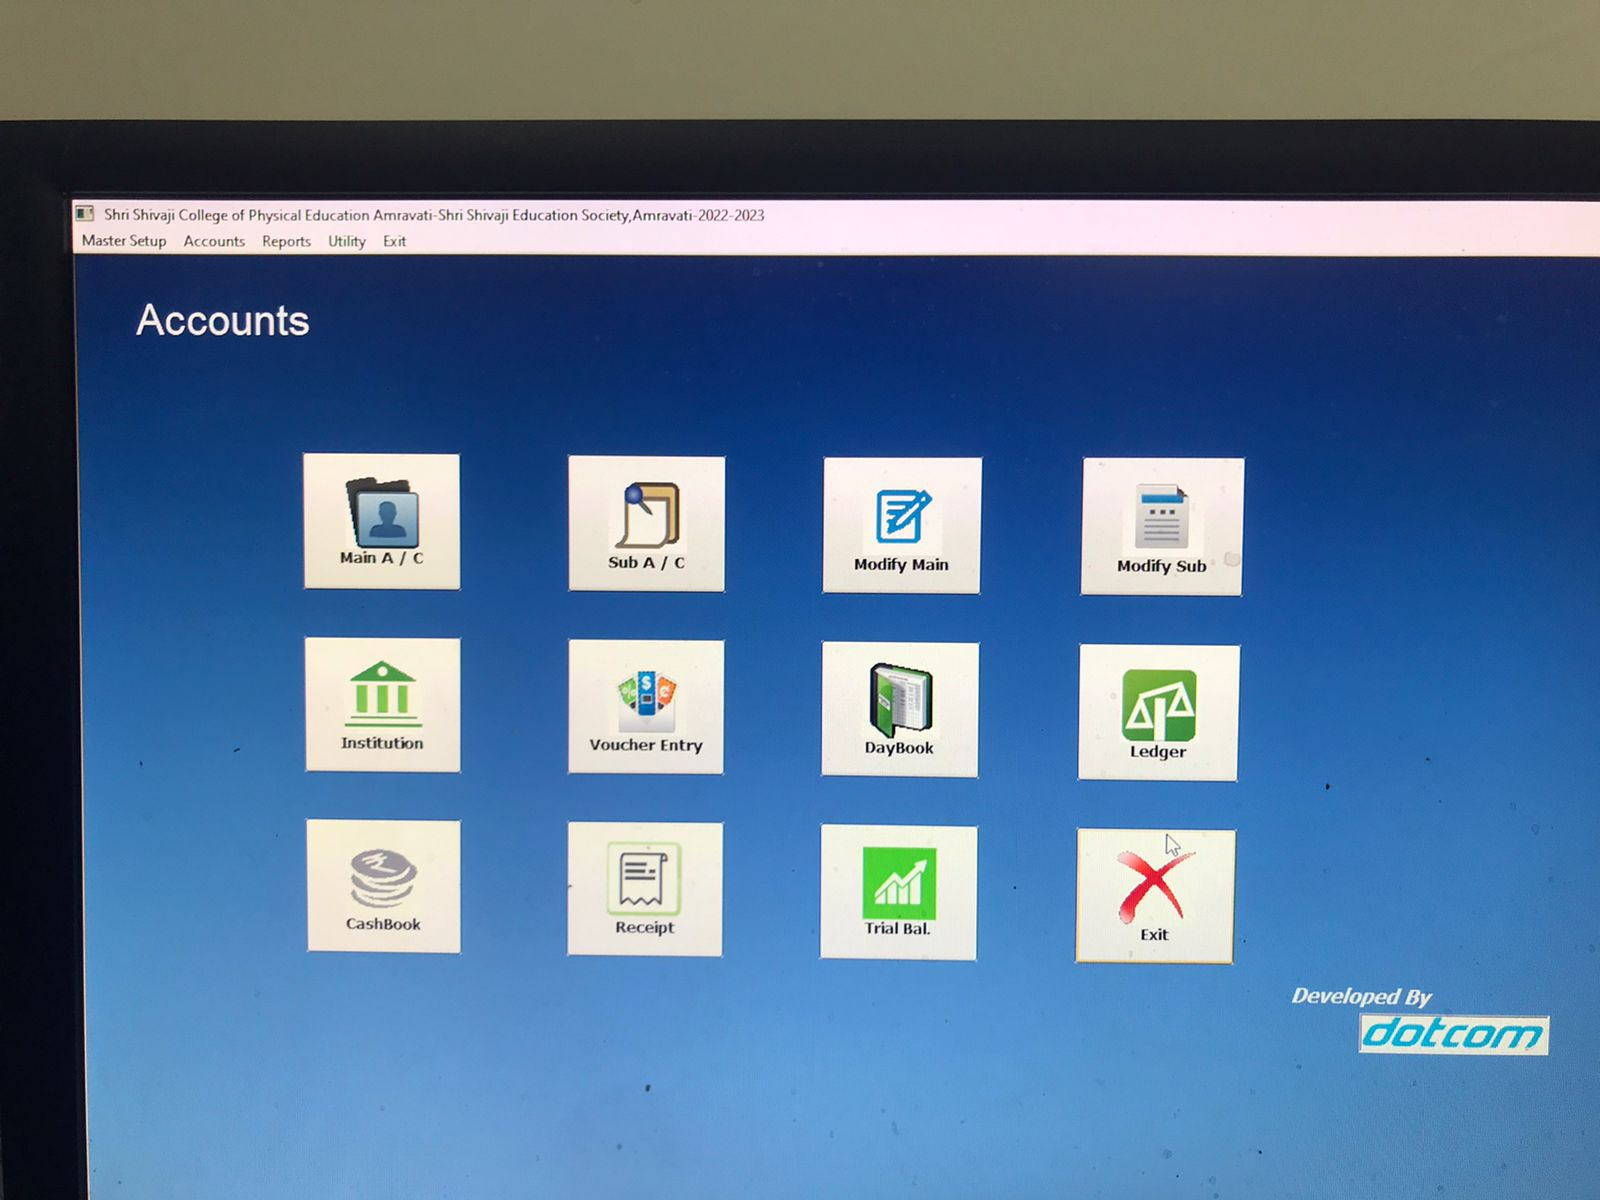 Shri Shivaji College of Physical Education Amravati-Shri Shivaji Education Society,Amravati-2022-2023
Master Setup Accounts Reports Utility Exit
Accounts
Main A / C
Sub A / C
Modify Main
Modify Sub
Institution
Voucher Entry
DayBook
Ledger
CashBook
Receipt
Trial Bal.
Exit
Developed By
dotcom